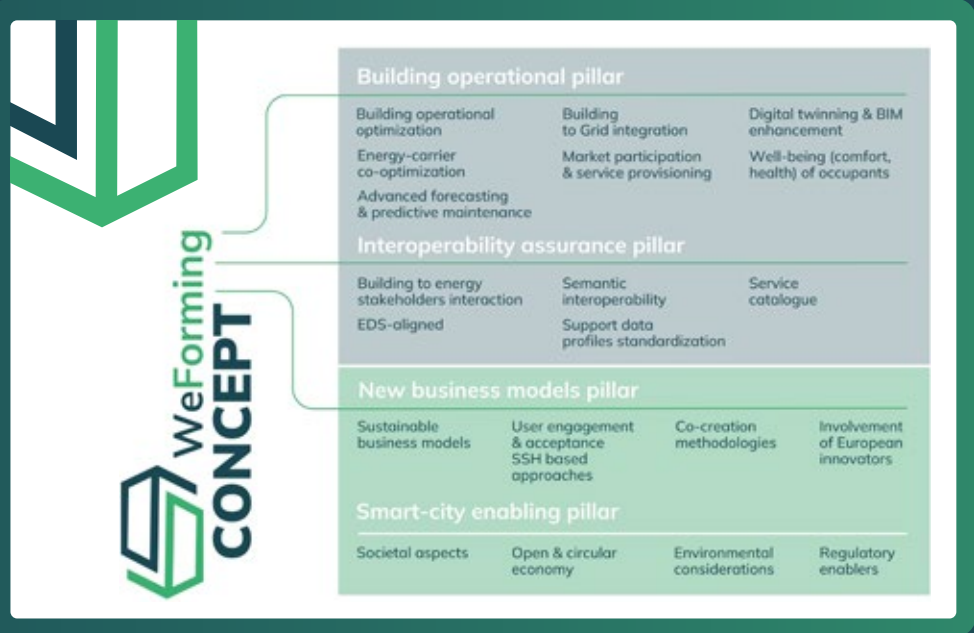 WeForming
CONCEPT
Building operational pillar
Building operational
optimization
Energy-carrier
co-optimization
Advanced forecasting
& predictive maintenance
Building
to Grid integration
Market participation
& service provisioning
Digital twinning & BIM
enhancement
Well-being (comfort,
health) of occupants
Interoperability assurance pillar
Building to energy
stakeholders interaction
EDS-aligned
Semantic
interoperability
Support data
profiles standardization
Service
catalogue
New business models pillar
Sustainable
business models
User engagement
& acceptance
SSH based
approaches
Co-creation
methodologies
Involvement
of European
innovators
Smart-city enabling pillar
Societal aspects
Open & circular
economy
Environmental
considerations
Regulatory
enablers